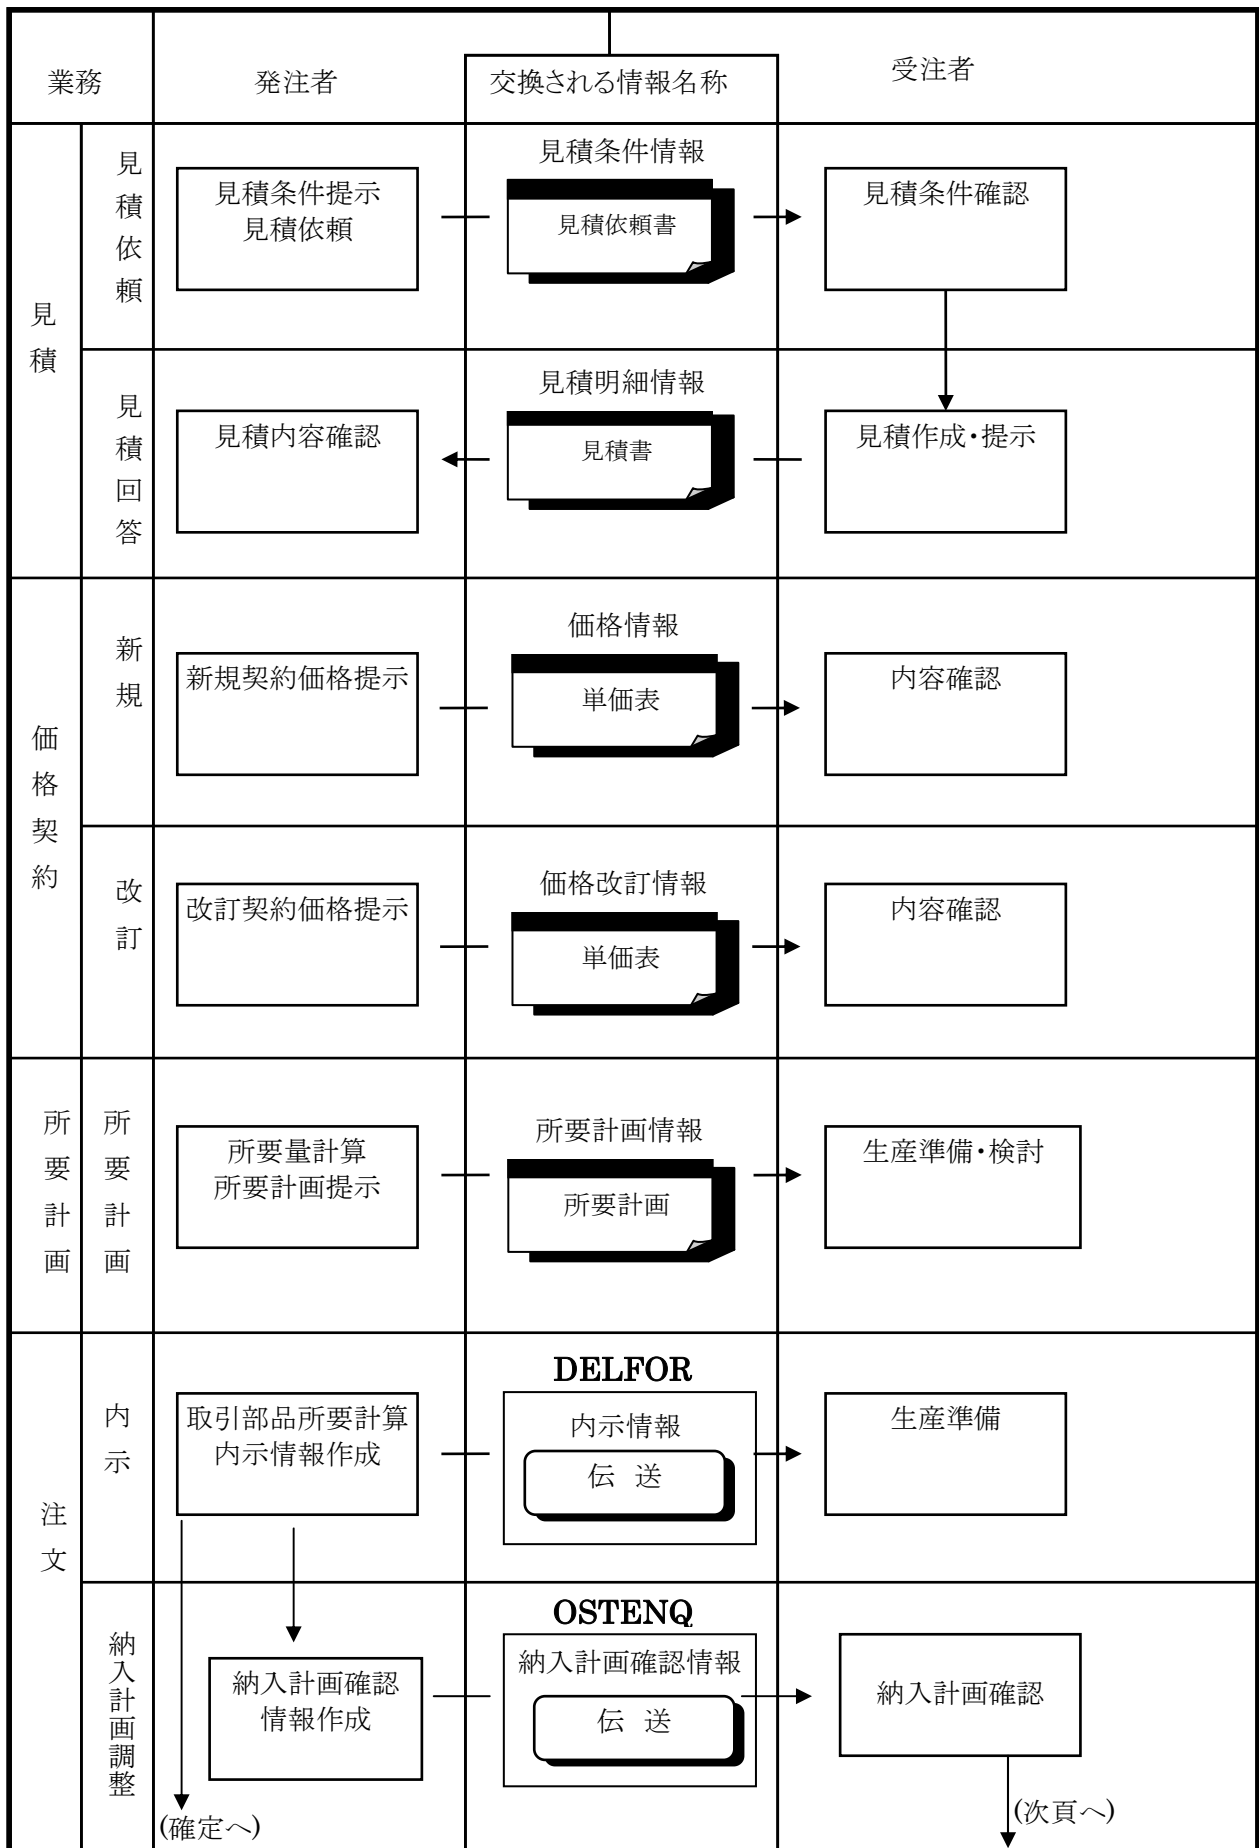 業務
発注者
交換される情報名称
受注者
見積
見積依頼
見積条件提示
見積依頼
見積条件情報
見積依頼書
見積条件確認
見積回答
見積内容確認
見積明細情報
見積書
見積作成・提示
価格契約
新規
新規契約価格提示
価格情報
単価表
内容確認
改訂
改訂契約価格提示
価格改訂情報
単価表
内容確認
所要計画
所要計画
所要量計算
所要計画提示
所要計画情報
所要計画
生産準備・検討
注文
内示
取引部品所要計算
内示情報作成
DELFOR
内示情報
伝 送
生産準備
納入計画調整
納入計画確認
情報作成
OSTENQ
納入計画確認情報
伝 送
納入計画確認
(確定へ)
(次頁へ)